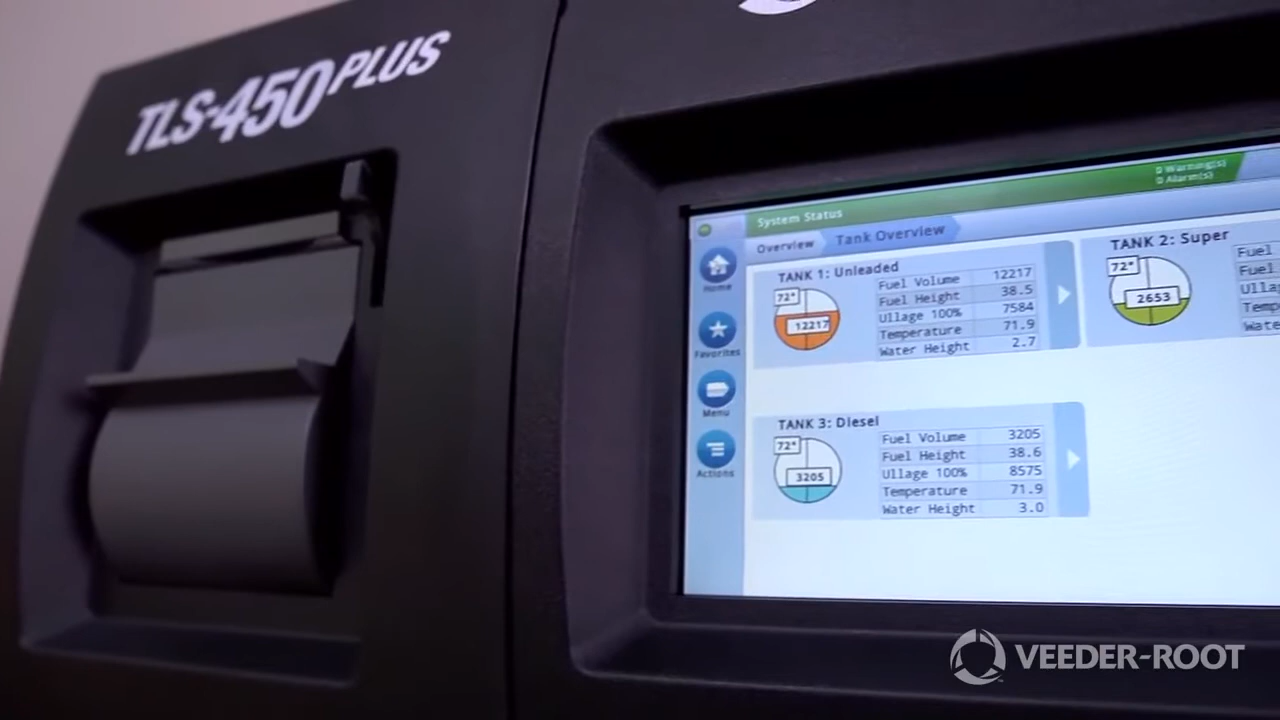 TLS-450PLUS
0 Warning(s)
0 Alarm(s)
System Status
Overview
Tank Overview
Home
Favorites
Menu
Actions
TANK 1: Unleaded
72°
12217
Fuel Volume 12217
Fuel Height 38.5
Ullage 100% 7584
Temperature 71.9
Water Height 2.7
TANK 2: Super
72°
2653
Fuel
Fuel
Ulla
Temp
Wate
TANK 3: Diesel
72°
3205
Fuel Volume 3205
Fuel Height 38.6
Ullage 100% 8575
Temperature 71.9
Water Height 3.0
VEEDER-ROOT